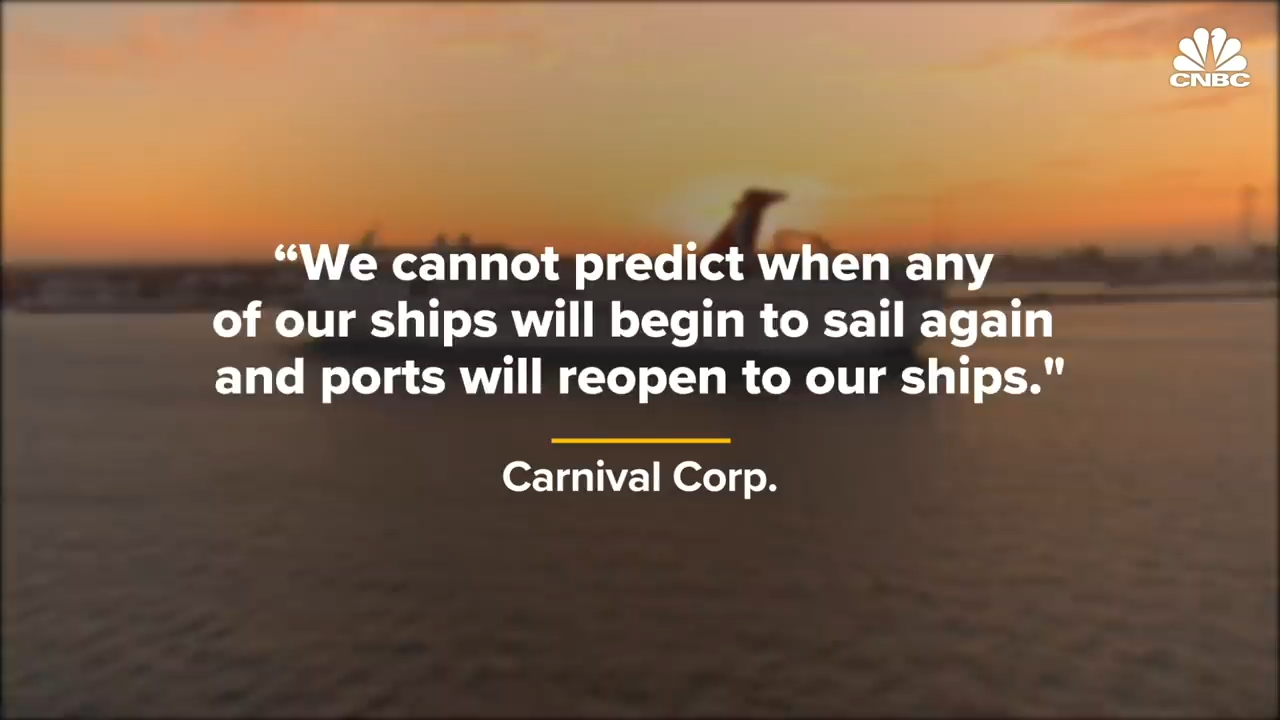 CNBC
“We cannot predict when any
of our ships will begin to sail again
and ports will reopen to our ships."
Carnival Corp.